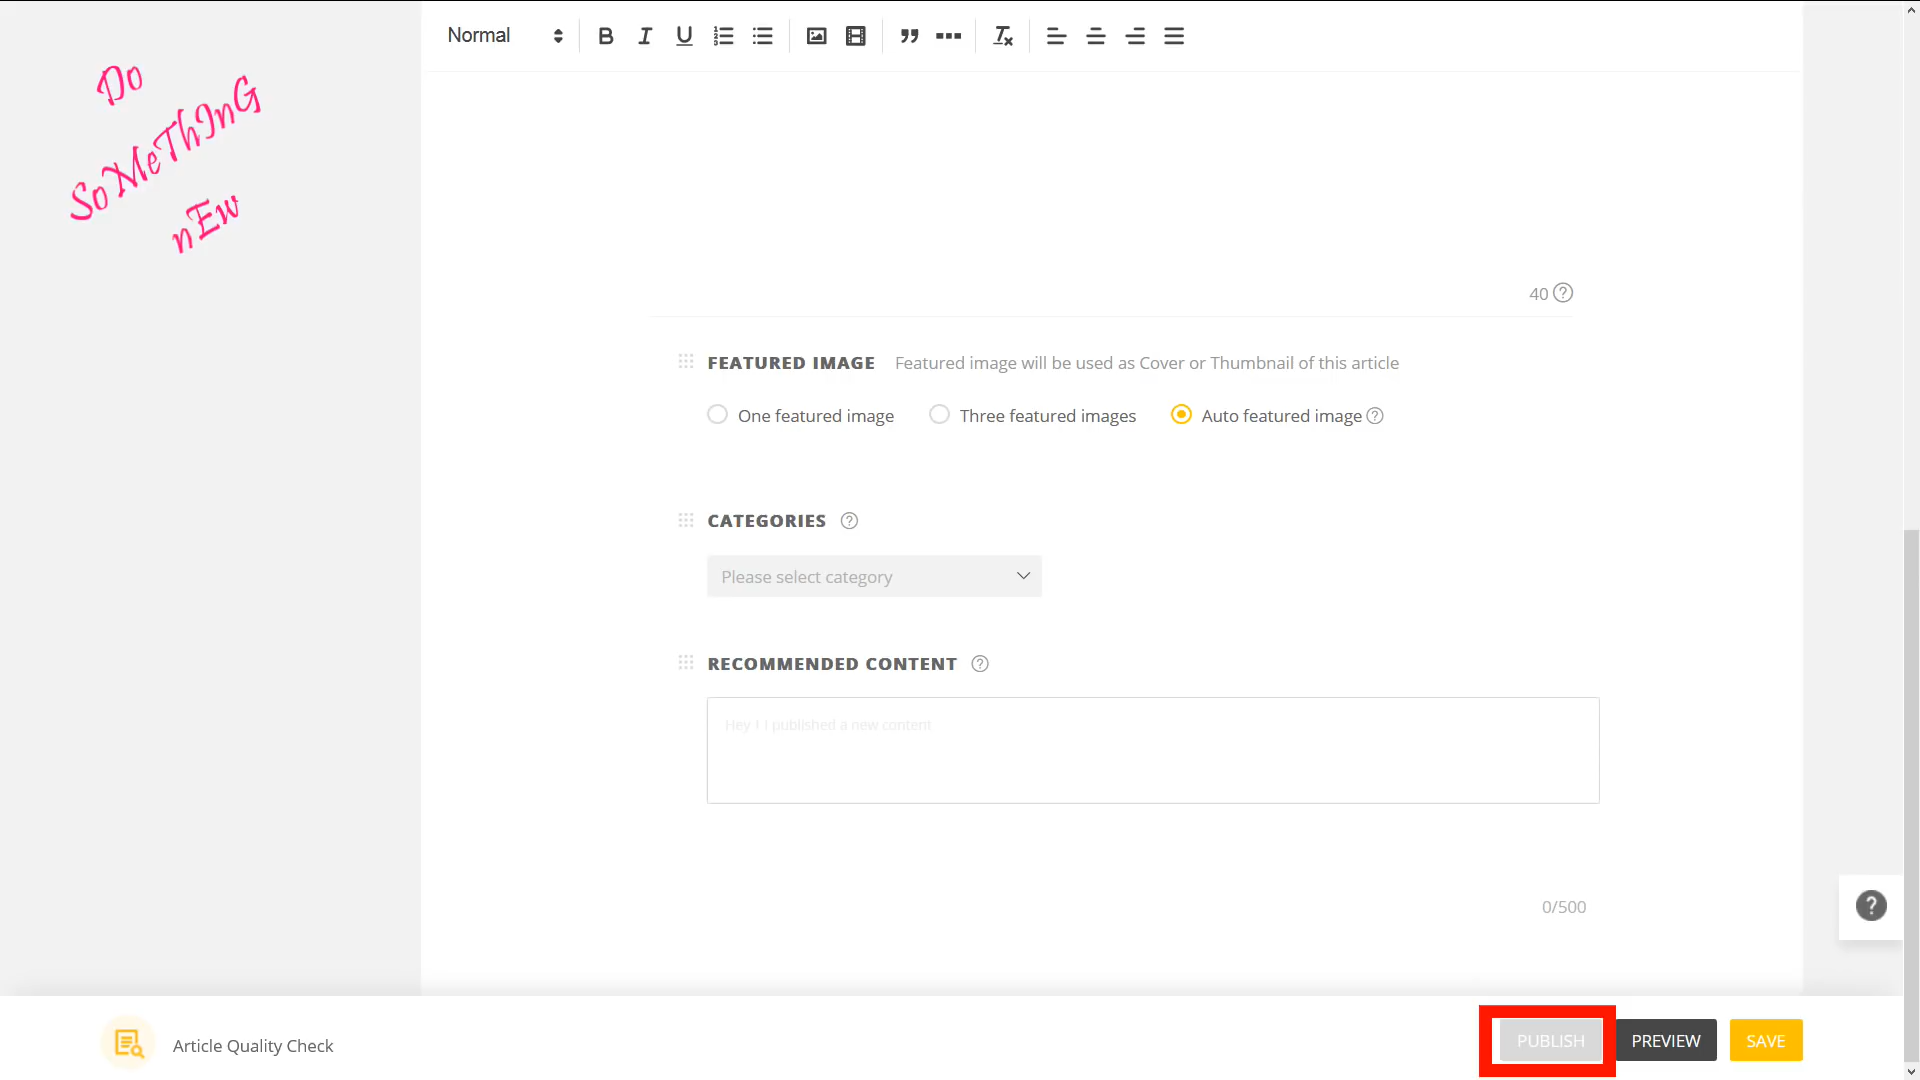 Normal
Do
SoMeThInG
nEw
40
FEATURED IMAGE Featured image will be used as Cover or Thumbnail of this article
One featured image Three featured images Auto featured image
CATEGORIES
Please select category
RECOMMENDED CONTENT
Hey ! I published a new content
0/500
Article Quality Check
PUBLISH PREVIEW SAVE